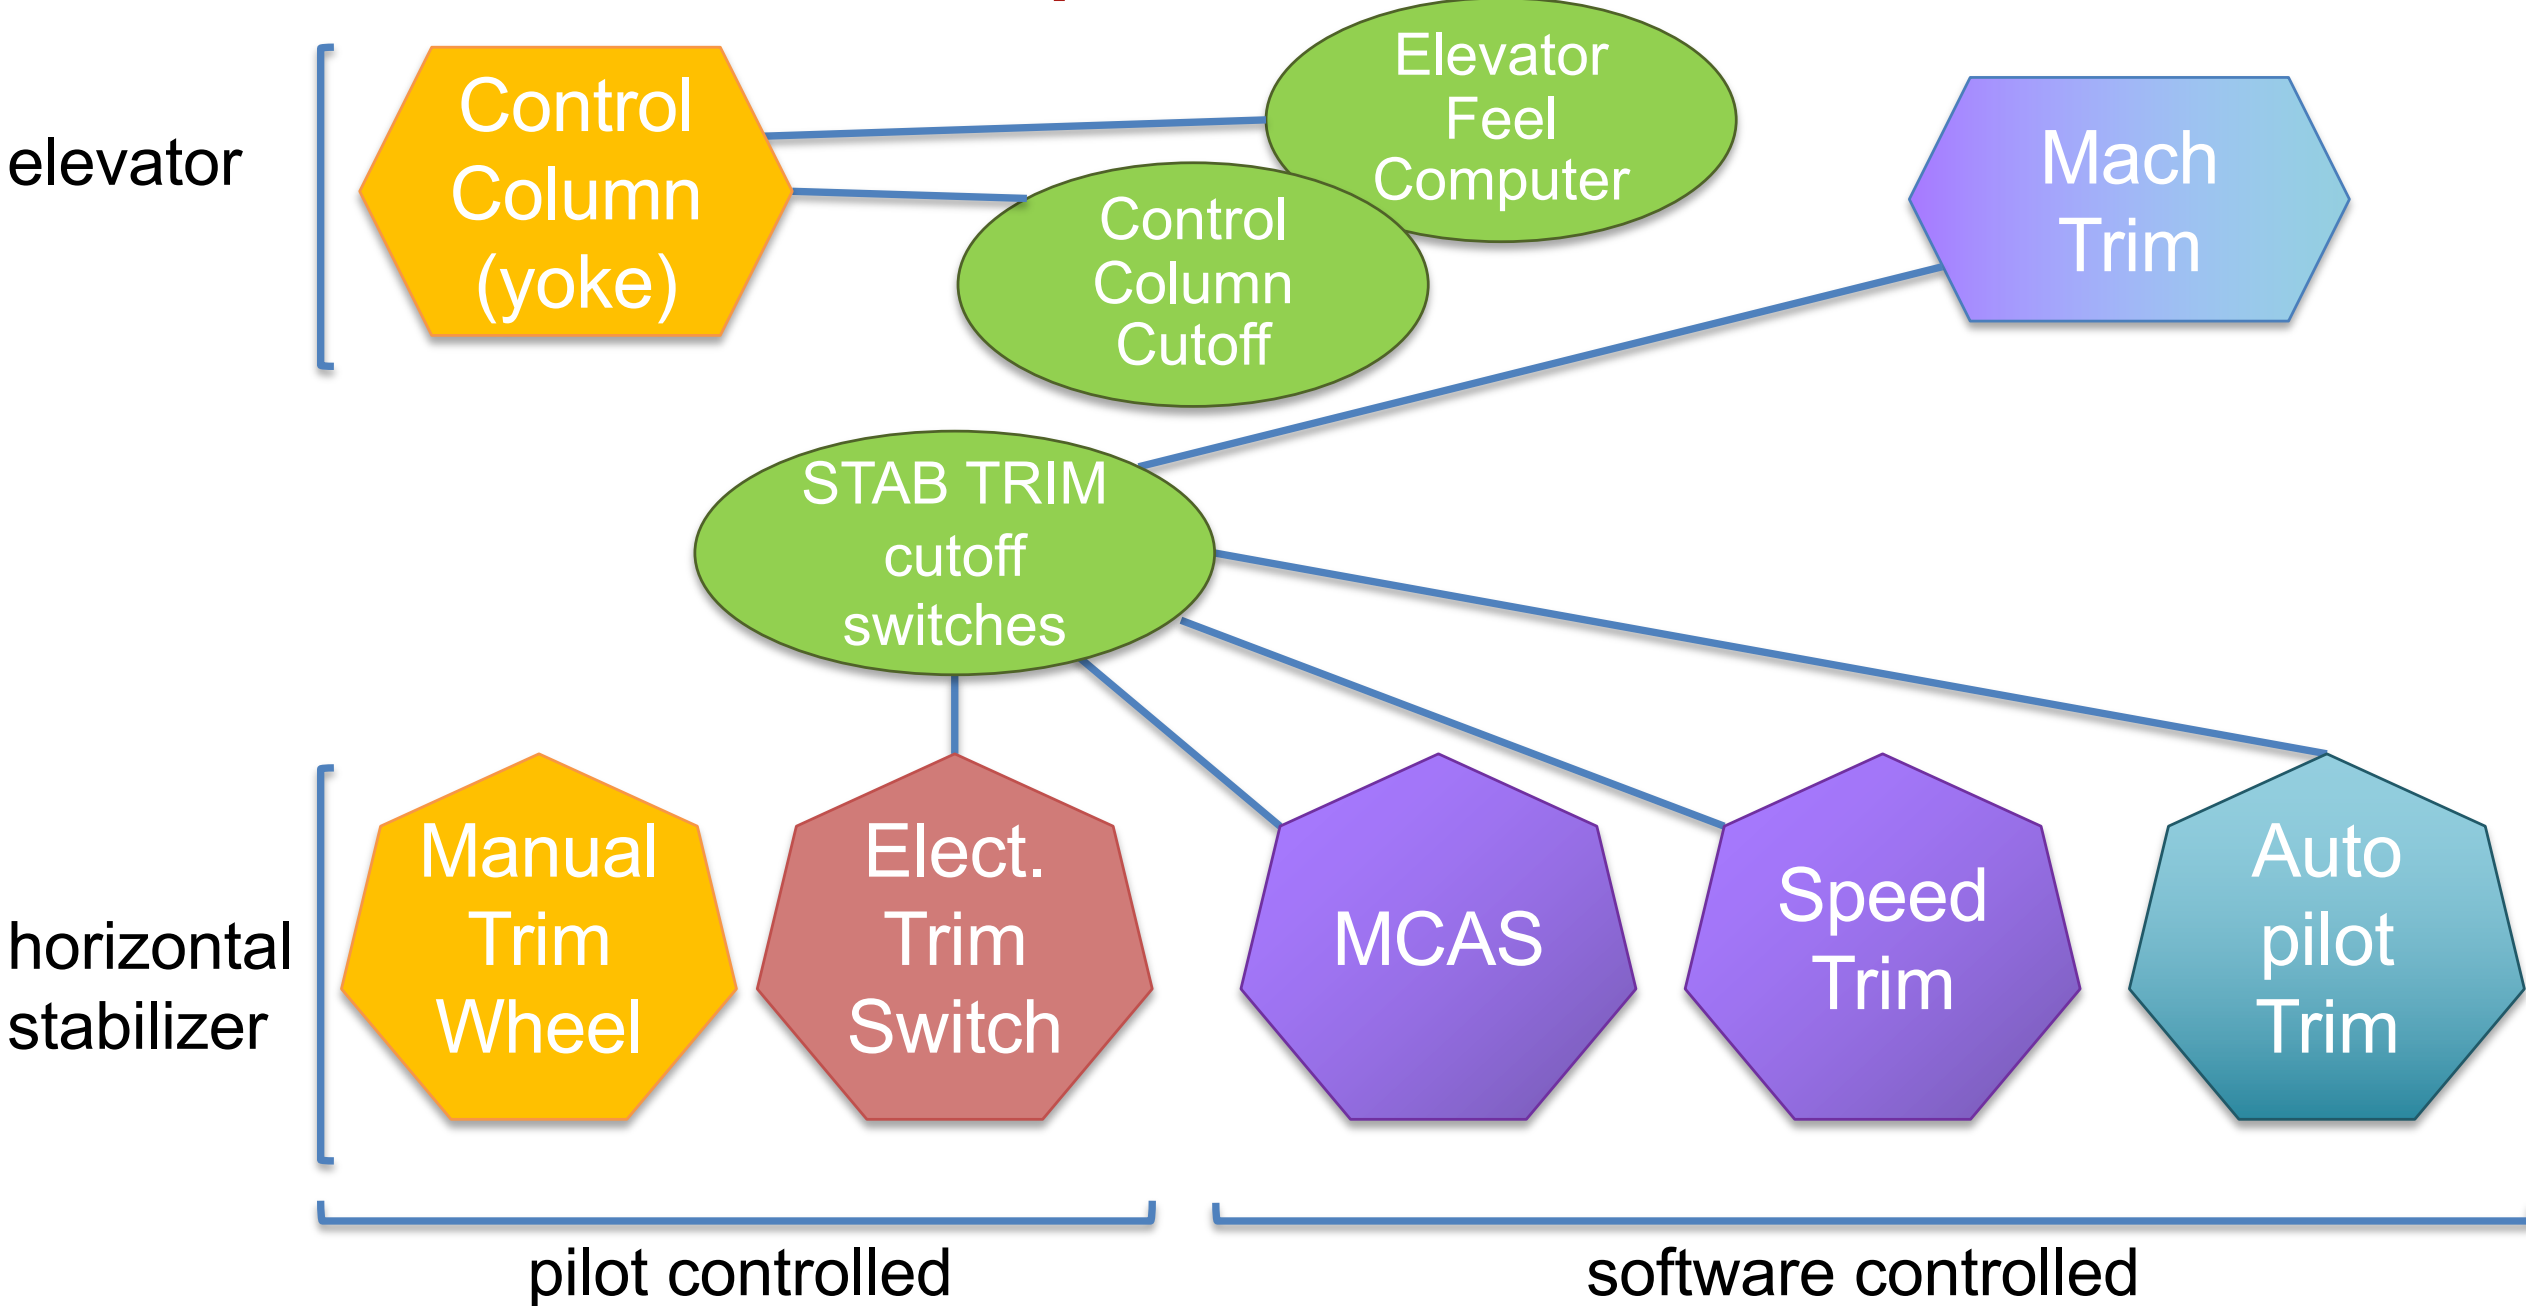 elevator
Control
Column
(yoke)
Elevator
Feel
Computer
Control
Column
Cutoff
Mach
Trim
STAB TRIM
cutoff
switches
horizontal
stabilizer
Manual
Trim
Wheel
Elect.
Trim
Switch
MCAS
Speed
Trim
Auto
pilot
Trim
pilot controlled
software controlled